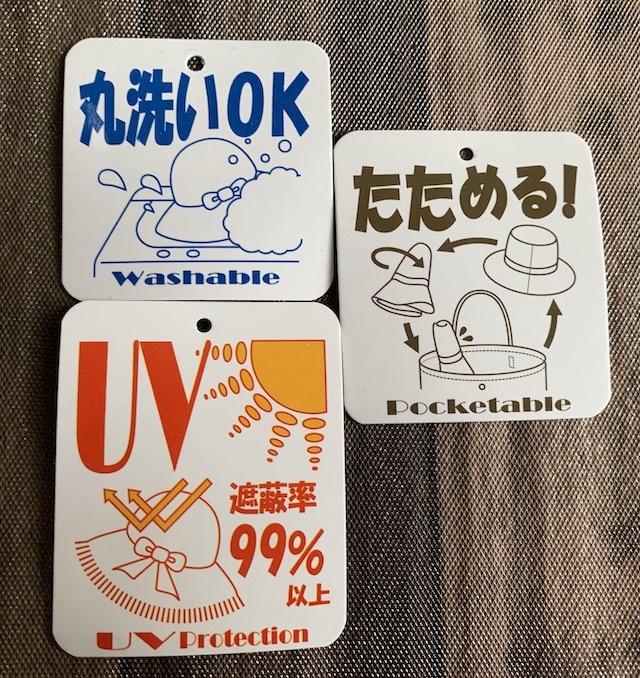 丸洗いOK
Washable
たためる!
Pocketable
UV
遮蔽率
99%
以上
UV Protection